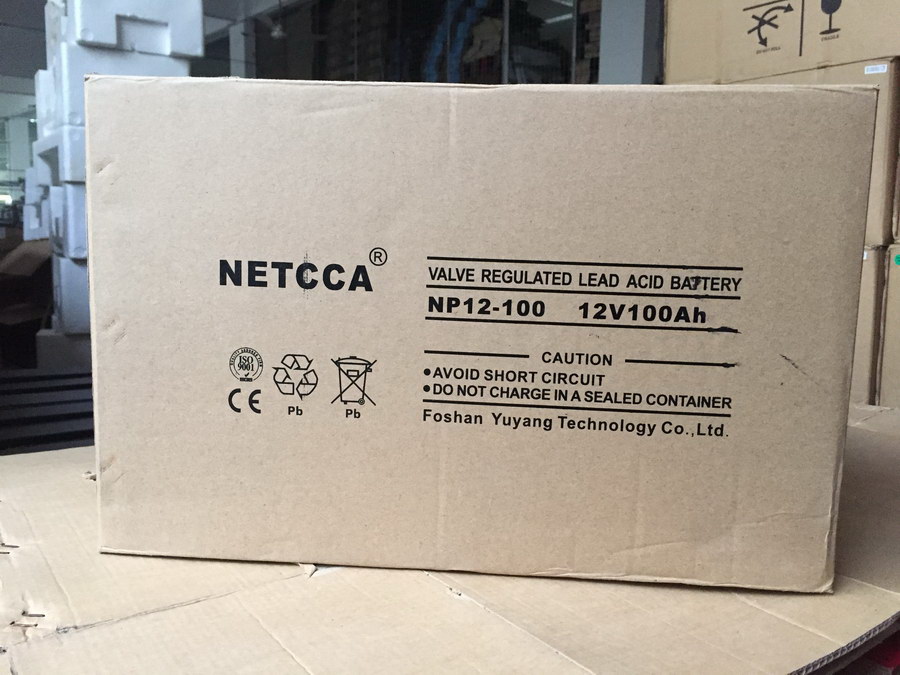 NETCCA®
VALVE REGULATED LEAD ACID BATTERY
NP12-100 12V100Ah
CAUTION
•AVOID SHORT CIRCUIT
•DO NOT CHARGE IN A SEALED CONTAINER
Foshan Yuyang Technology Co.,Ltd.
ISO
9001
CE
Pb
Pb